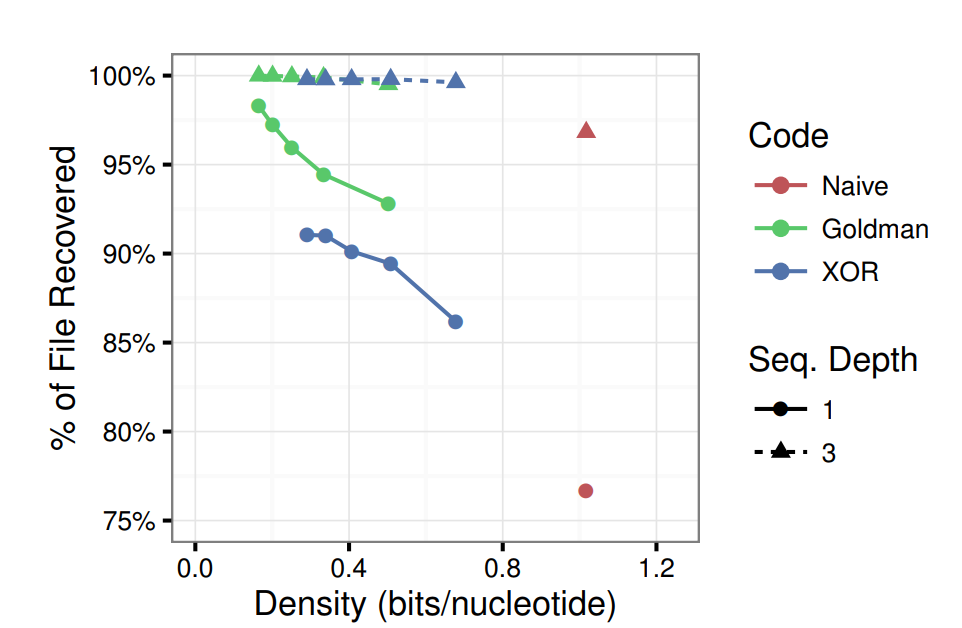 100%
95%
90%
85%
80%
75%
% of File Recovered
0.0 0.4 0.8 1.2
Density (bits/nucleotide)
Code
Naive
Goldman
XOR
Seq. Depth
1
3